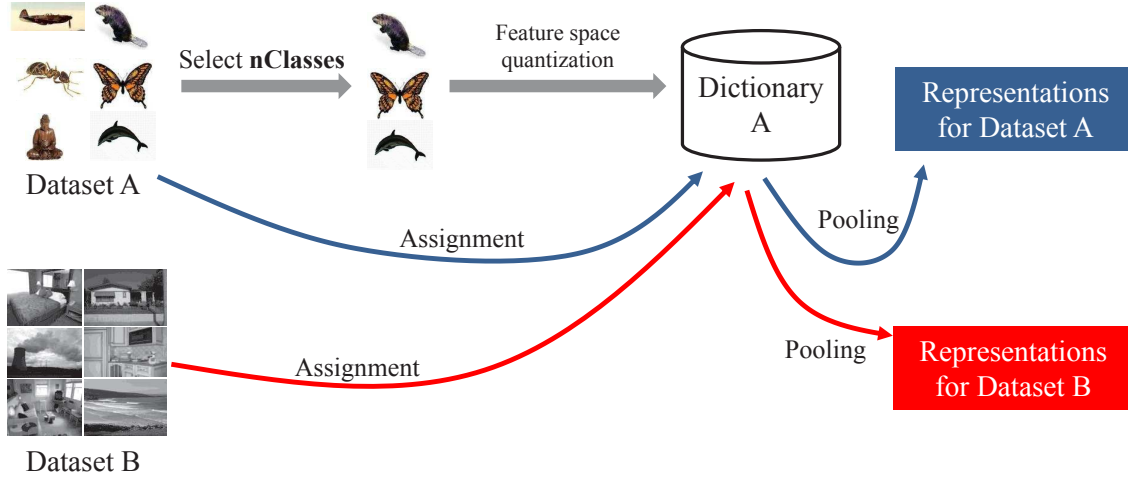 Select nClasses
Feature space
quantization
Dictionary
A
Representations
for Dataset A
Dataset A
Assignment
Pooling
Assignment
Pooling
Representations
for Dataset B
Dataset B